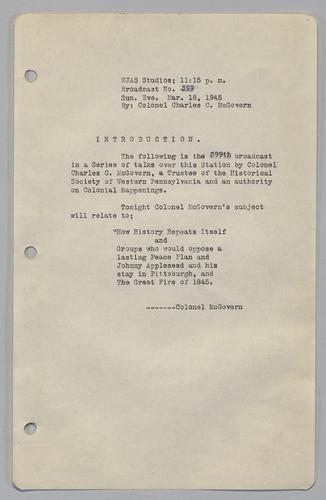 WJAS Studios; 11:15 p. m.
Broadcast No. 399
Sun. Eve. Mar. 18, 1945
By: Colonel Charles C. McGovern
I N T R O D U C T I O N .
The following is the 399th broadcast
in a Series of talks over this Station by Colonel
Charles C. McGovern, a Trustee of the Historical
Society of Western Pennsylvania and an authority
on Colonial happenings.
Tonight Colonel McGovern's subject
will relate to;
"How History Repeats Itself
and
Groups who would oppose a
lasting Peace Plan and
Johnny Appleseed and his
stay in Pittsburgh, and
The Great Fire of 1845.
-------Colonel McGovern